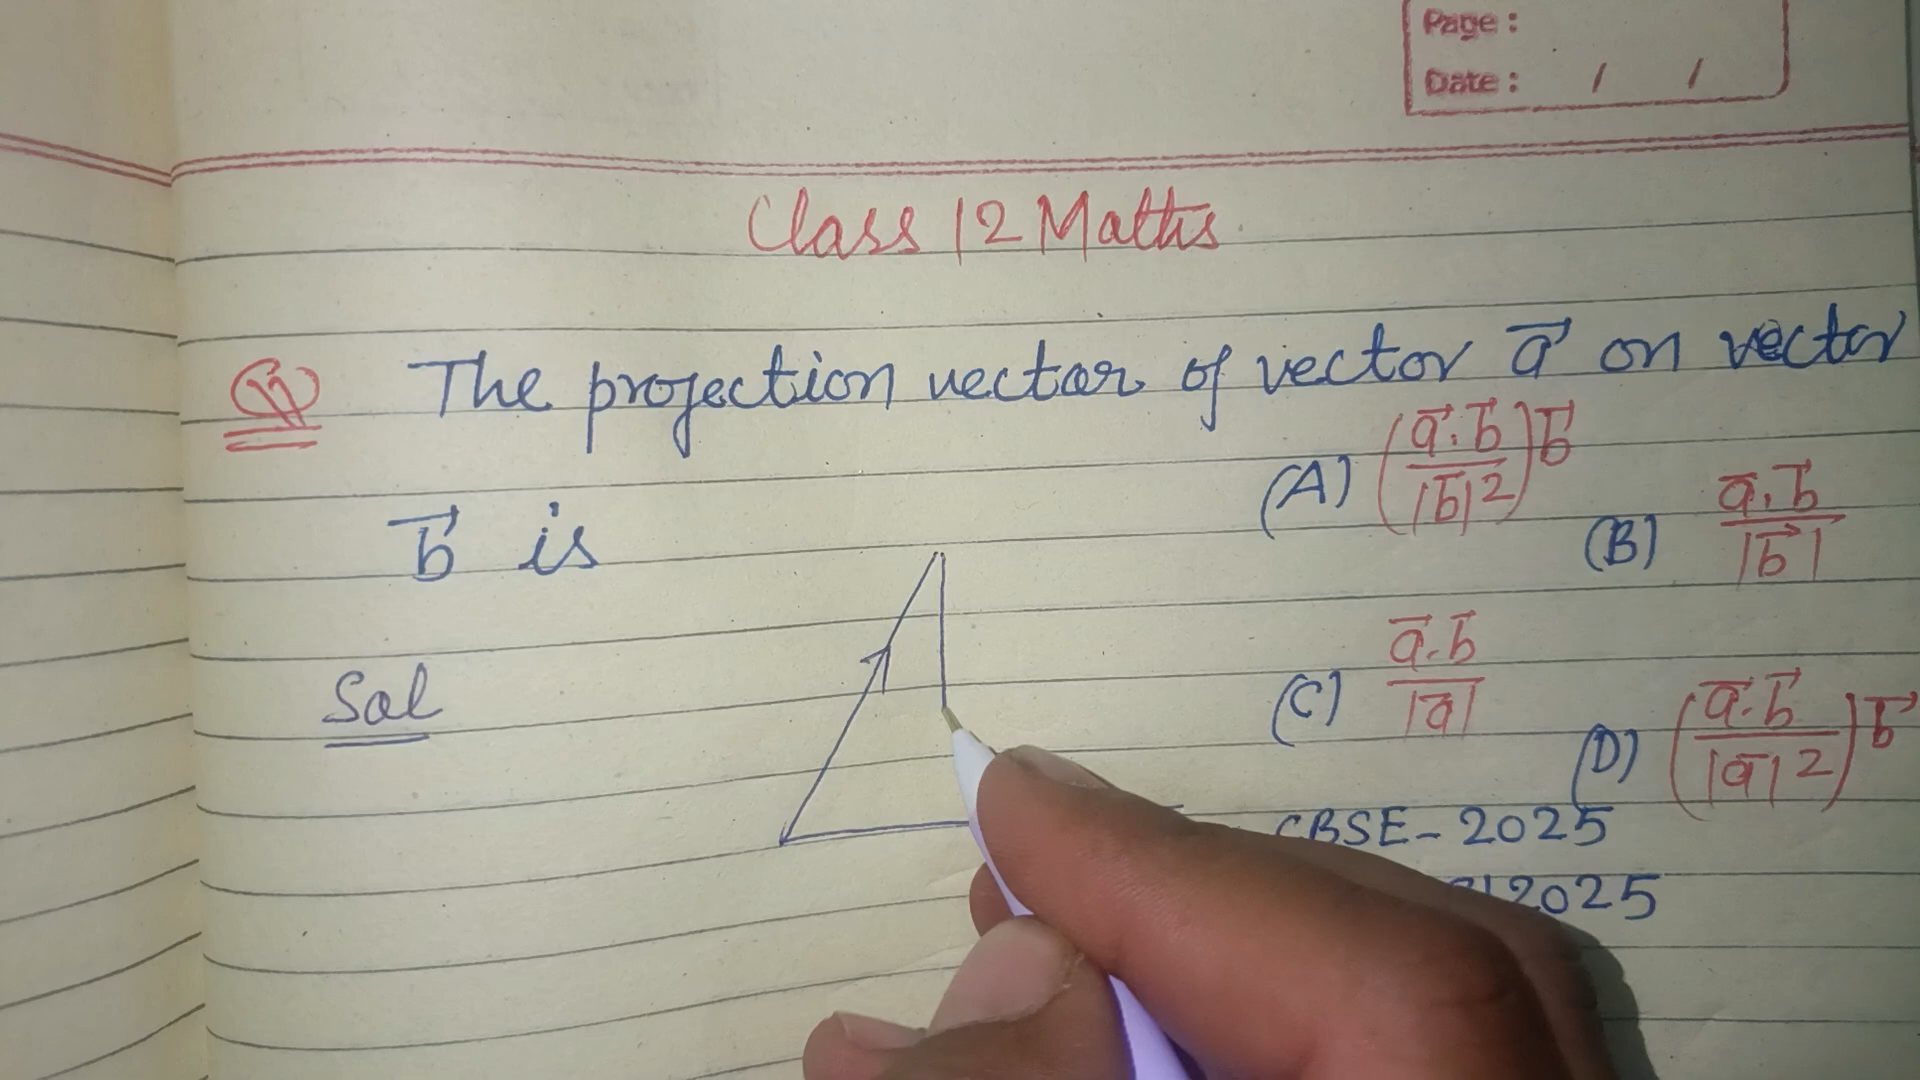 Page :
Date : / /
Class 12 Maths
Q The projection vector of vector a⃗ on vector
b⃗ is
(A) (a⃗.b⃗/|b⃗|²)b⃗
(B) a⃗.b⃗/|b⃗|
Sol
(C) a⃗.b⃗/|a⃗|
(D) (a⃗.b⃗/|a⃗|²)b⃗
CBSE-2025
2025